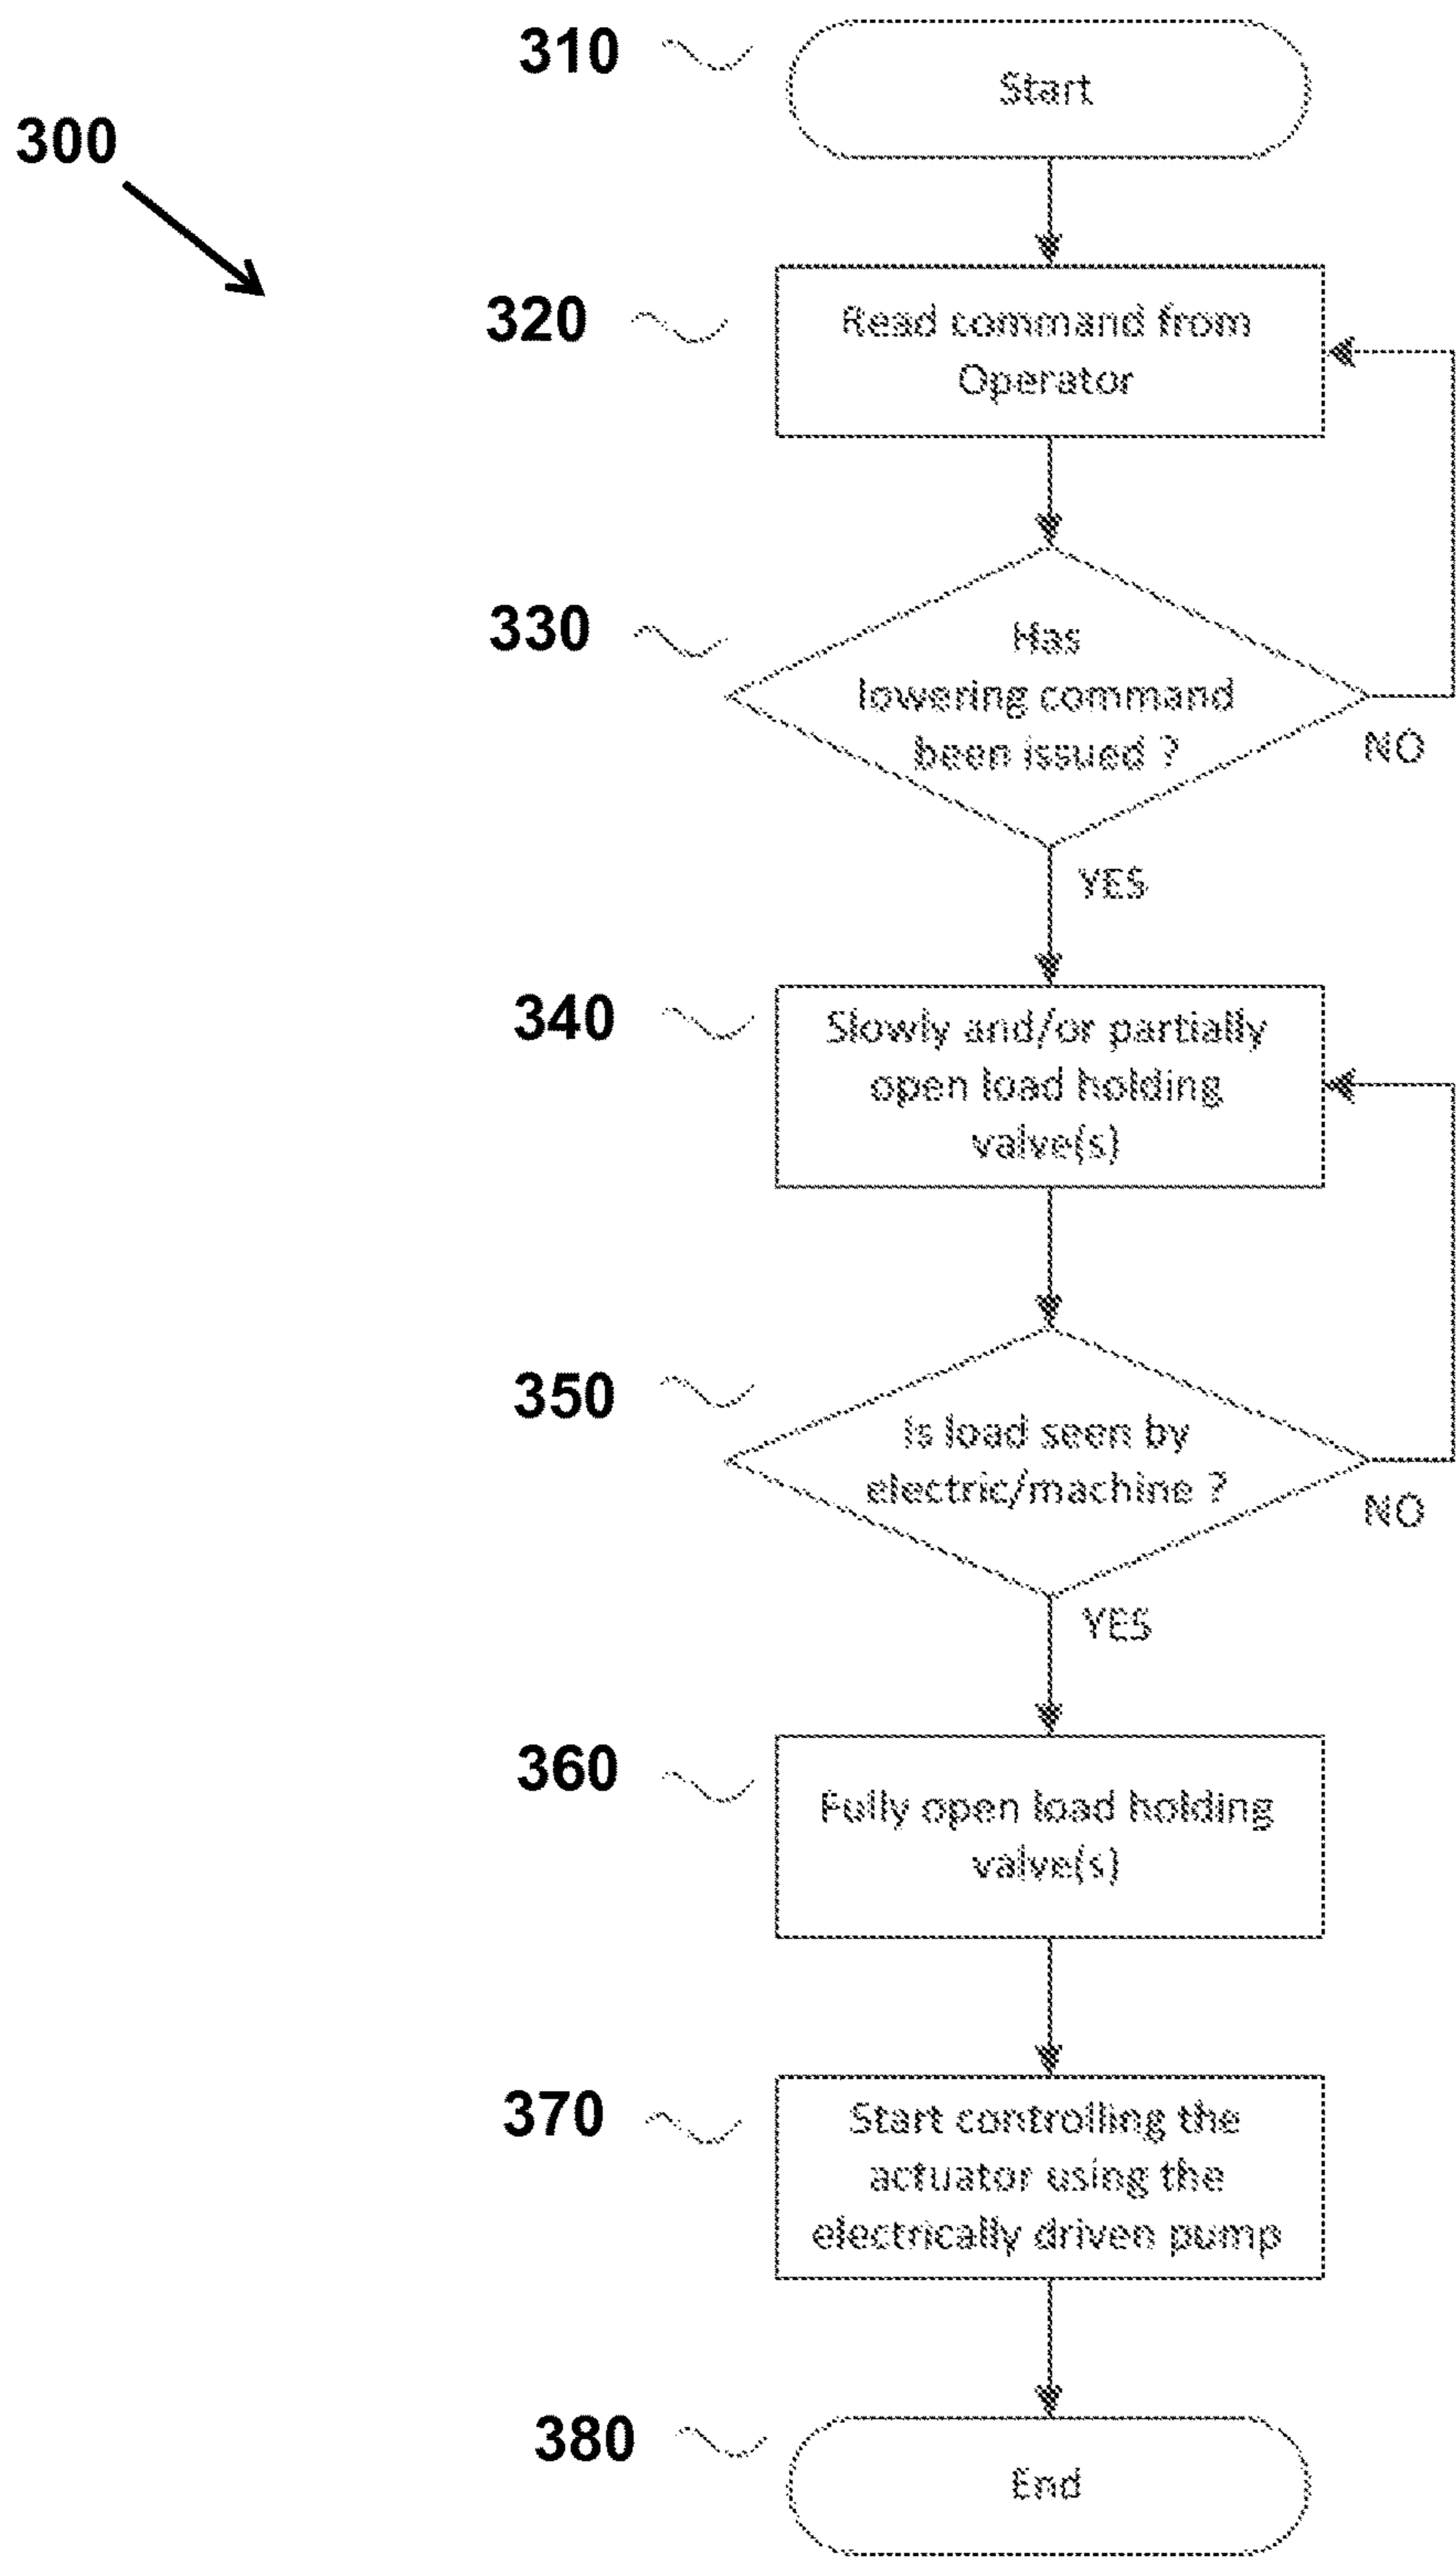 310
Start
300
320
Read command from
Operator
330
Has
lowering command
been issued ?
NO
YES
340
Slowly and/or partially
open load holding
valve(s)
350
Is load seen by
electric/machine ?
NO
YES
360
Fully open load holding
valve(s)
370
Start controlling the
actuator using the
electrically driven pump
380
End